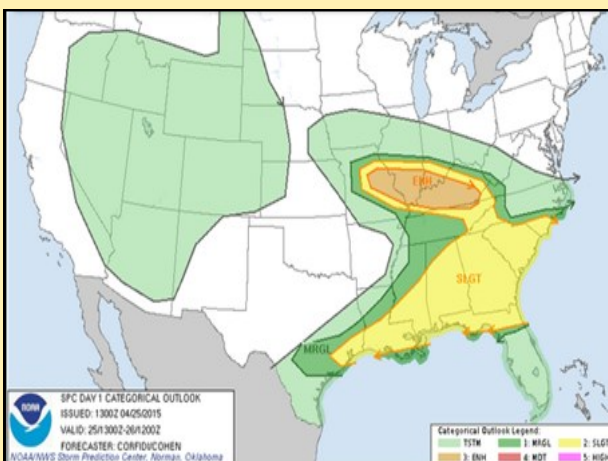 ENH
SLGT
MRGL
NOAA
SPC DAY 1 CATEGORICAL OUTLOOK
ISSUED: 1300Z 04/25/2015
VALID: 25/1300Z-26/1200Z
FORECASTER: CORFIDI/COHEN
NOAA/NWS Storm Prediction Center, Norman, Oklahoma
Categorical Outlook Legend:
TSTM 1: MRGL 2: SLGT
3: ENH 4: MDT 5: HIGH